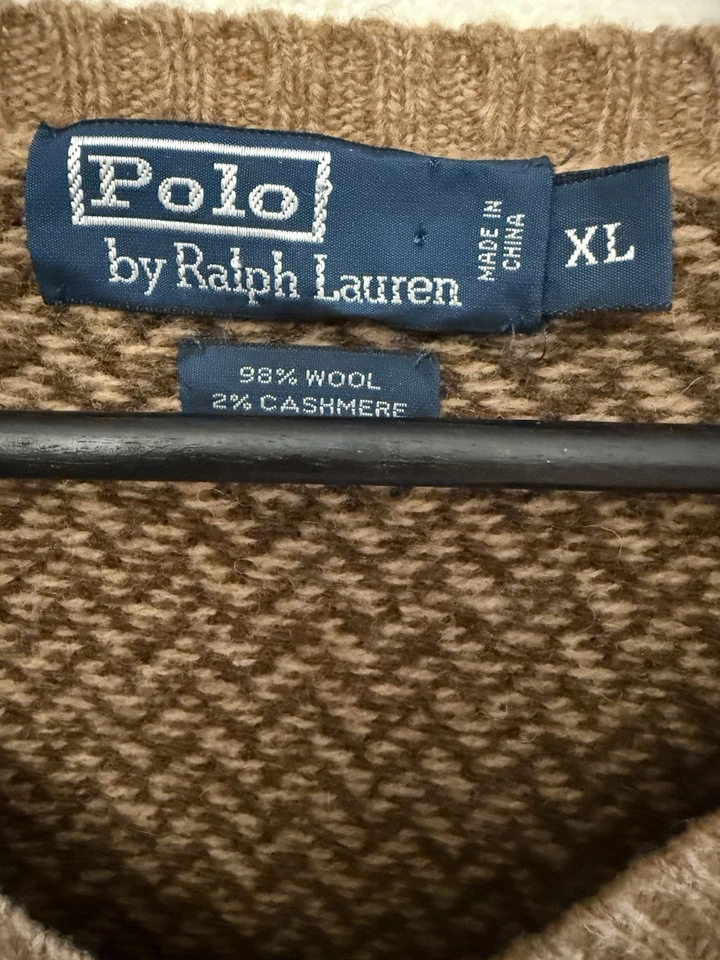 Polo
by Ralph Lauren
MADE IN
CHINA
XL
98% WOOL
2% CASHMERE